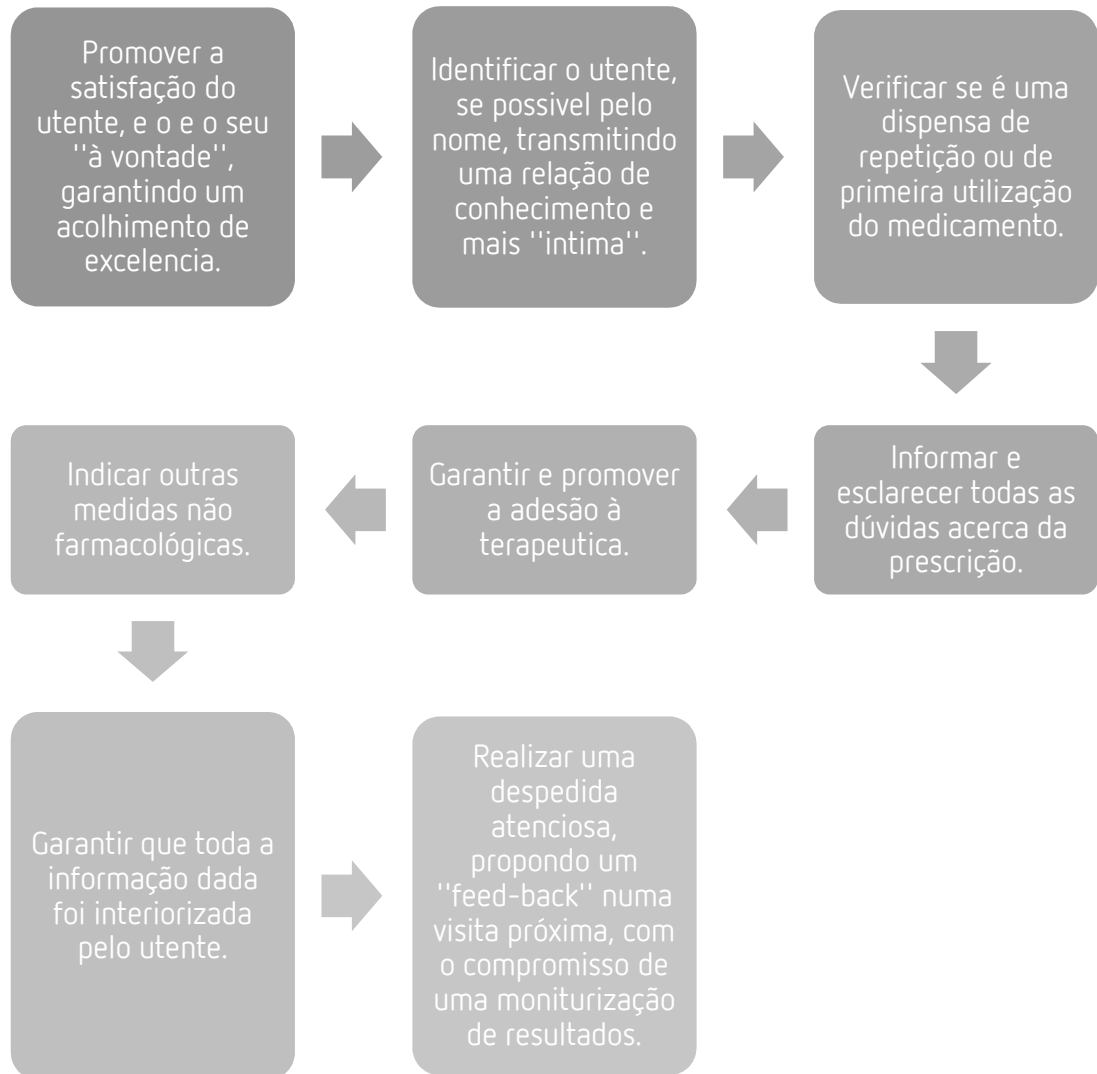 Promover a
satisfação do
utente, e o e o seu
''à vontade'',
garantindo um
acolhimento de
excelencia.
Identificar o utente,
se possivel pelo
nome, transmitindo
uma relação de
conhecimento e
mais ''intima''.
Verificar se é uma
dispensa de
repetição ou de
primeira utilização
do medicamento.
Informar e
esclarecer todas as
dúvidas acerca da
prescrição.
Garantir e promover
a adesão à
terapeutica.
Indicar outras
medidas não
farmacológicas.
Garantir que toda a
informação dada
foi interiorizada
pelo utente.
Realizar uma
despedida
atenciosa,
propondo um
''feed-back'' numa
visita próxima, com
o compromisso de
uma moniturização
de resultados.